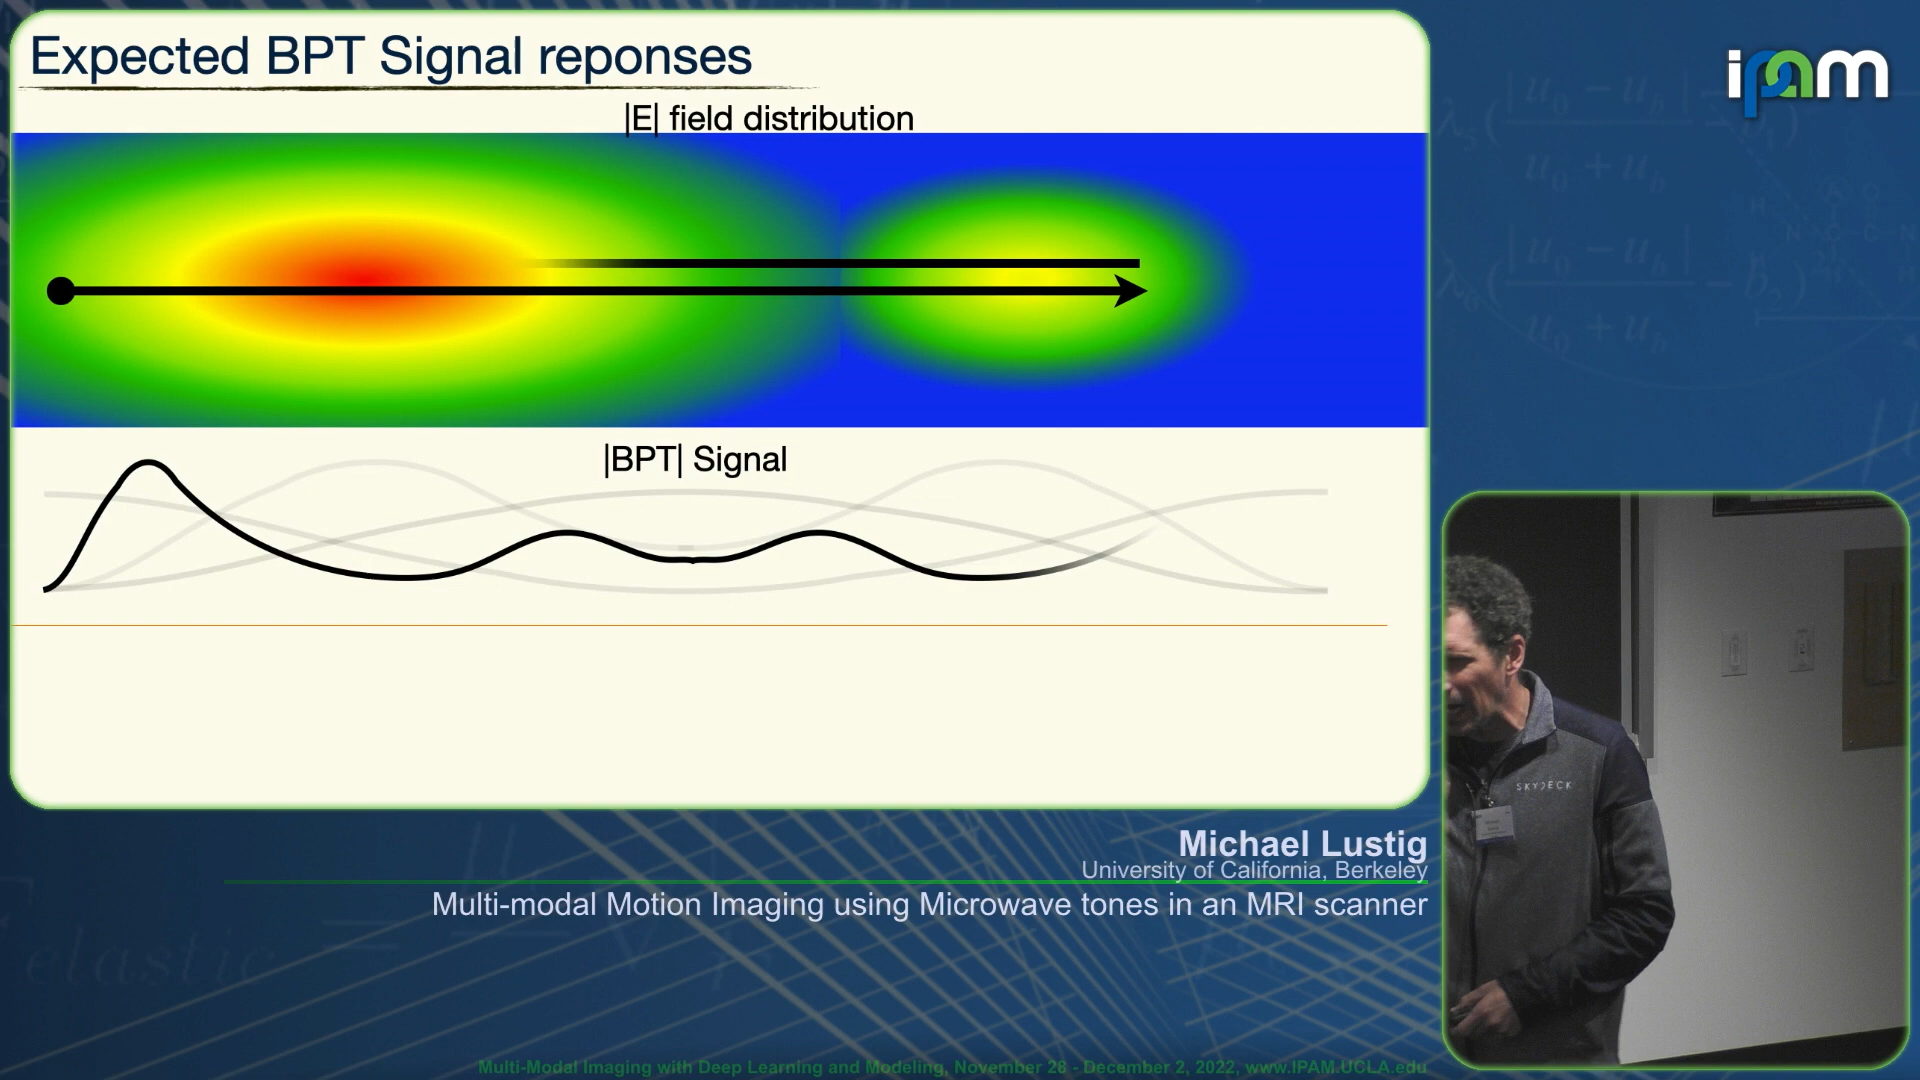 Expected BPT Signal reponses
|E| field distribution
|BPT| Signal
ipam
SKYDECK
Michael Lustig
University of California, Berkeley
Multi-modal Motion Imaging using Microwave tones in an MRI scanner
Multi-Modal Imaging with Deep Learning and Modeling, November 28 - December 2, 2022, www.IPAM.UCLA.edu
elastic